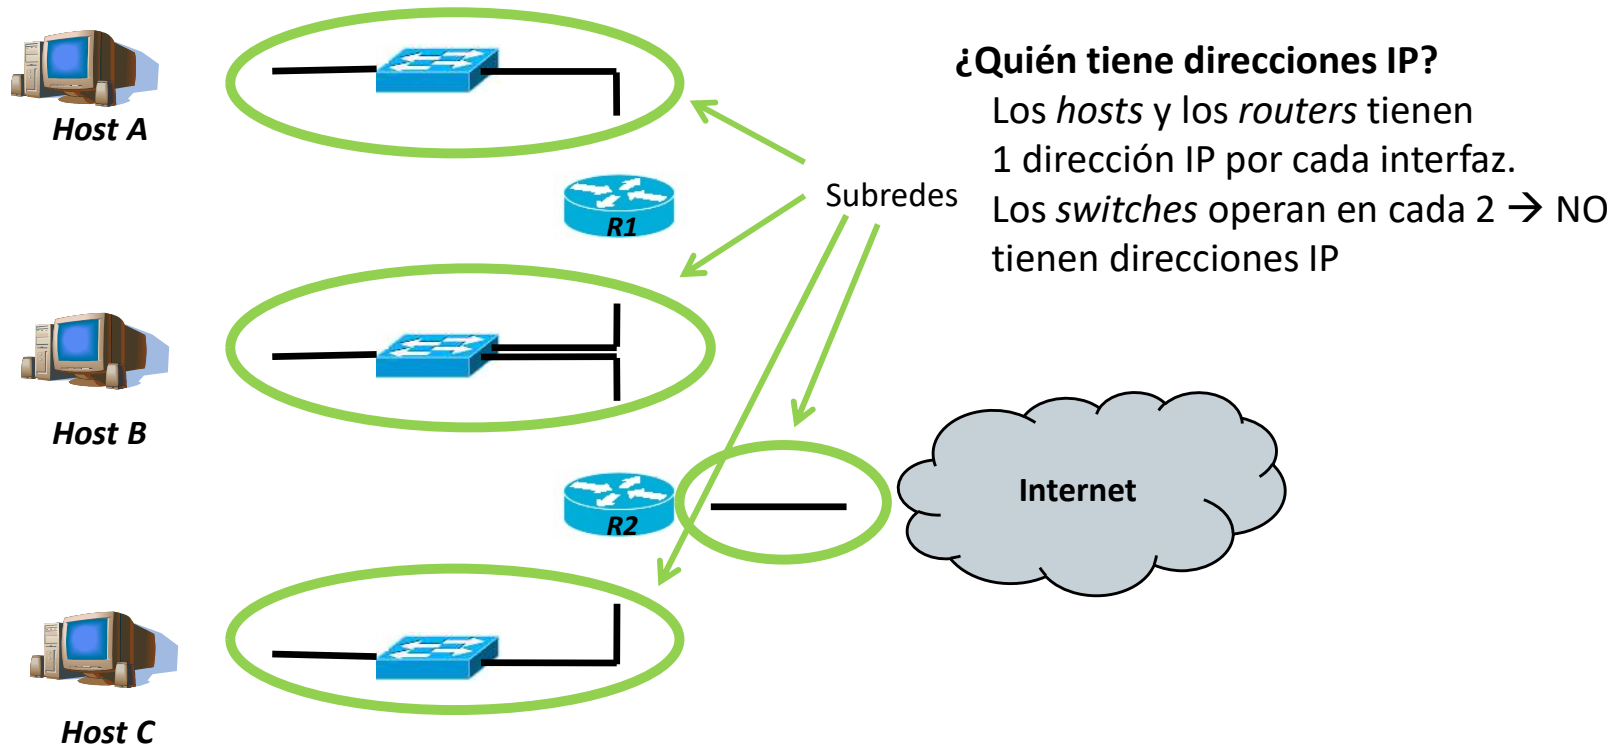 ¿Quién tiene direcciones IP?
Los hosts y los routers tienen
1 dirección IP por cada interfaz.
Los switches operan en cada 2 → NO
tienen direcciones IP
Host A
R1
Subredes
Host B
R2
Internet
Host C